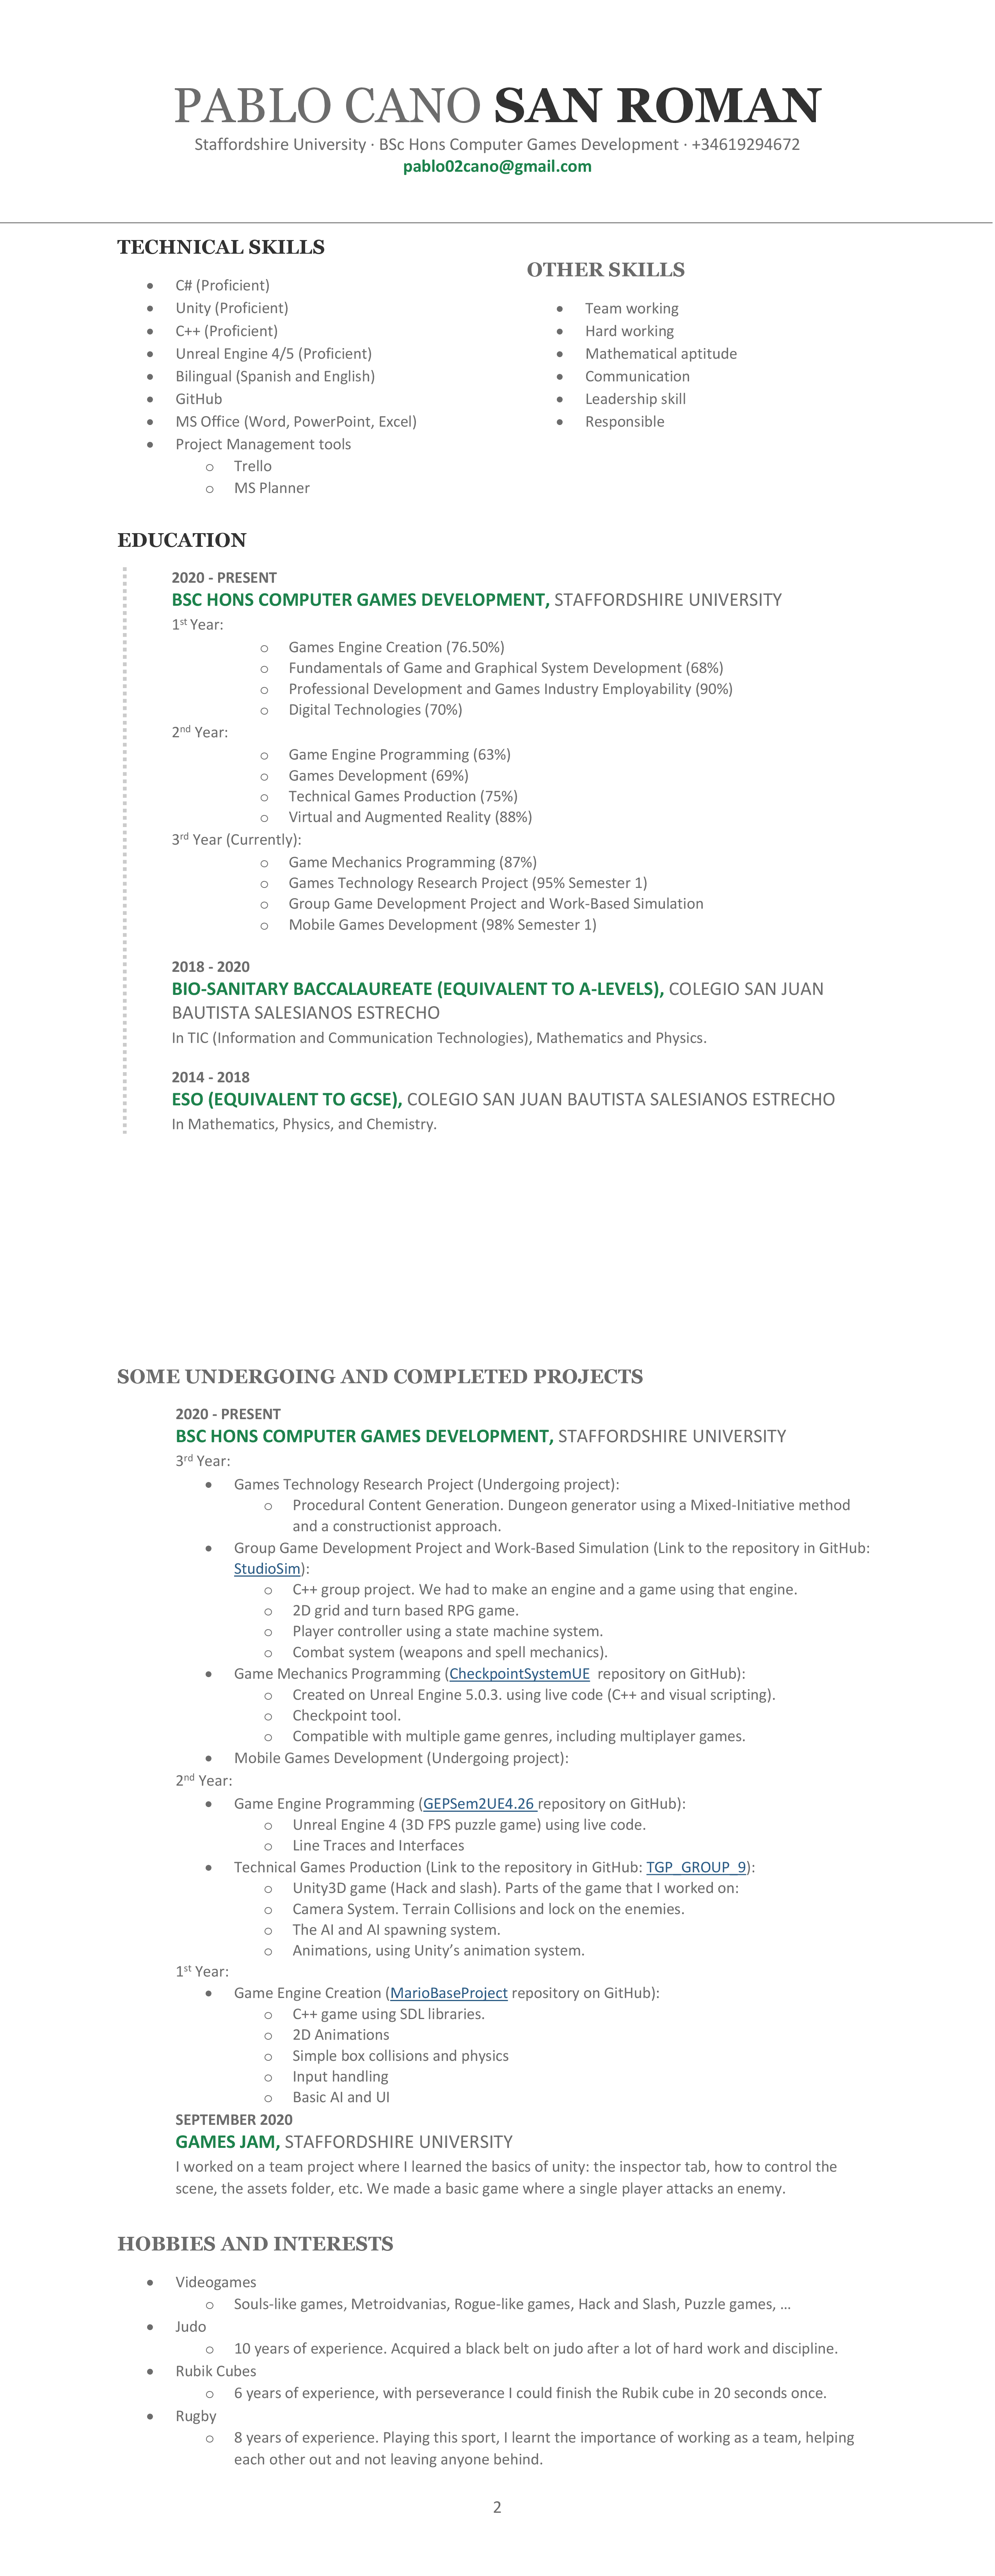 PABLO CANO SAN ROMAN
Staffordshire University · BSc Hons Computer Games Development · +34619294672
pablo02cano@gmail.com
TECHNICAL SKILLS
• C# (Proficient)
• Unity (Proficient)
• C++ (Proficient)
• Unreal Engine 4/5 (Proficient)
• Bilingual (Spanish and English)
• GitHub
• MS Office (Word, PowerPoint, Excel)
• Project Management tools
o Trello
o MS Planner
OTHER SKILLS
• Team working
• Hard working
• Mathematical aptitude
• Communication
• Leadership skill
• Responsible
EDUCATION
2020 - PRESENT
BSC HONS COMPUTER GAMES DEVELOPMENT, STAFFORDSHIRE UNIVERSITY
1st Year:
o Games Engine Creation (76.50%)
o Fundamentals of Game and Graphical System Development (68%)
o Professional Development and Games Industry Employability (90%)
o Digital Technologies (70%)
2nd Year:
o Game Engine Programming (63%)
o Games Development (69%)
o Technical Games Production (75%)
o Virtual and Augmented Reality (88%)
3rd Year (Currently):
o Game Mechanics Programming (87%)
o Games Technology Research Project (95% Semester 1)
o Group Game Development Project and Work-Based Simulation
o Mobile Games Development (98% Semester 1)
2018 - 2020
BIO-SANITARY BACCALAUREATE (EQUIVALENT TO A-LEVELS), COLEGIO SAN JUAN
BAUTISTA SALESIANOS ESTRECHO
In TIC (Information and Communication Technologies), Mathematics and Physics.
2014 - 2018
ESO (EQUIVALENT TO GCSE), COLEGIO SAN JUAN BAUTISTA SALESIANOS ESTRECHO
In Mathematics, Physics, and Chemistry.
SOME UNDERGOING AND COMPLETED PROJECTS
2020 - PRESENT
BSC HONS COMPUTER GAMES DEVELOPMENT, STAFFORDSHIRE UNIVERSITY
3rd Year:
• Games Technology Research Project (Undergoing project):
o Procedural Content Generation. Dungeon generator using a Mixed-Initiative method
and a constructionist approach.
• Group Game Development Project and Work-Based Simulation (Link to the repository in GitHub:
StudioSim):
o C++ group project. We had to make an engine and a game using that engine.
o 2D grid and turn based RPG game.
o Player controller using a state machine system.
o Combat system (weapons and spell mechanics).
• Game Mechanics Programming (CheckpointSystemUE repository on GitHub):
o Created on Unreal Engine 5.0.3. using live code (C++ and visual scripting).
o Checkpoint tool.
o Compatible with multiple game genres, including multiplayer games.
• Mobile Games Development (Undergoing project):
2nd Year:
• Game Engine Programming (GEPSem2UE4.26 repository on GitHub):
o Unreal Engine 4 (3D FPS puzzle game) using live code.
o Line Traces and Interfaces
• Technical Games Production (Link to the repository in GitHub: TGP_GROUP_9):
o Unity3D game (Hack and slash). Parts of the game that I worked on:
o Camera System. Terrain Collisions and lock on the enemies.
o The AI and AI spawning system.
o Animations, using Unity’s animation system.
1st Year:
• Game Engine Creation (MarioBaseProject repository on GitHub):
o C++ game using SDL libraries.
o 2D Animations
o Simple box collisions and physics
o Input handling
o Basic AI and UI
SEPTEMBER 2020
GAMES JAM, STAFFORDSHIRE UNIVERSITY
I worked on a team project where I learned the basics of unity: the inspector tab, how to control the
scene, the assets folder, etc. We made a basic game where a single player attacks an enemy.
HOBBIES AND INTERESTS
• Videogames
o Souls-like games, Metroidvanias, Rogue-like games, Hack and Slash, Puzzle games, …
• Judo
o 10 years of experience. Acquired a black belt on judo after a lot of hard work and discipline.
• Rubik Cubes
o 6 years of experience, with perseverance I could finish the Rubik cube in 20 seconds once.
• Rugby
o 8 years of experience. Playing this sport, I learnt the importance of working as a team, helping
each other out and not leaving anyone behind.
2